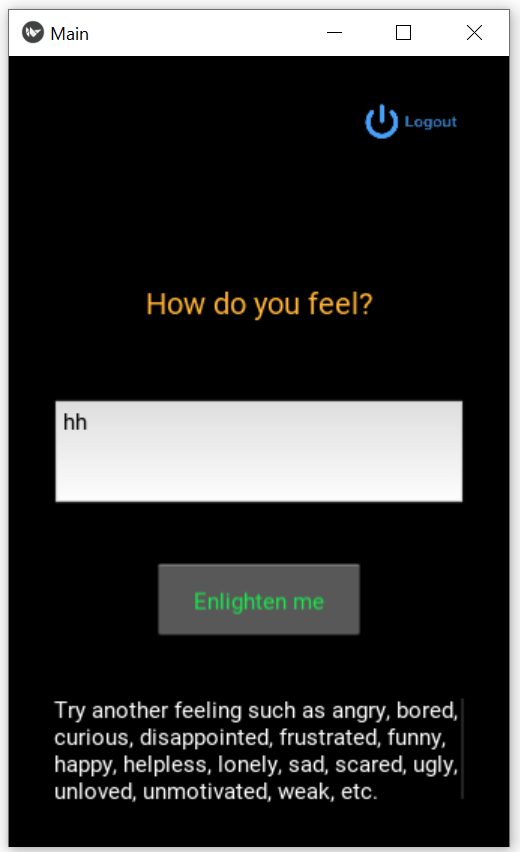 Main
Logout
How do you feel?
hh
Enlighten me
Try another feeling such as angry, bored,
curious, disappointed, frustrated, funny,
happy, helpless, lonely, sad, scared, ugly,
unloved, unmotivated, weak, etc.